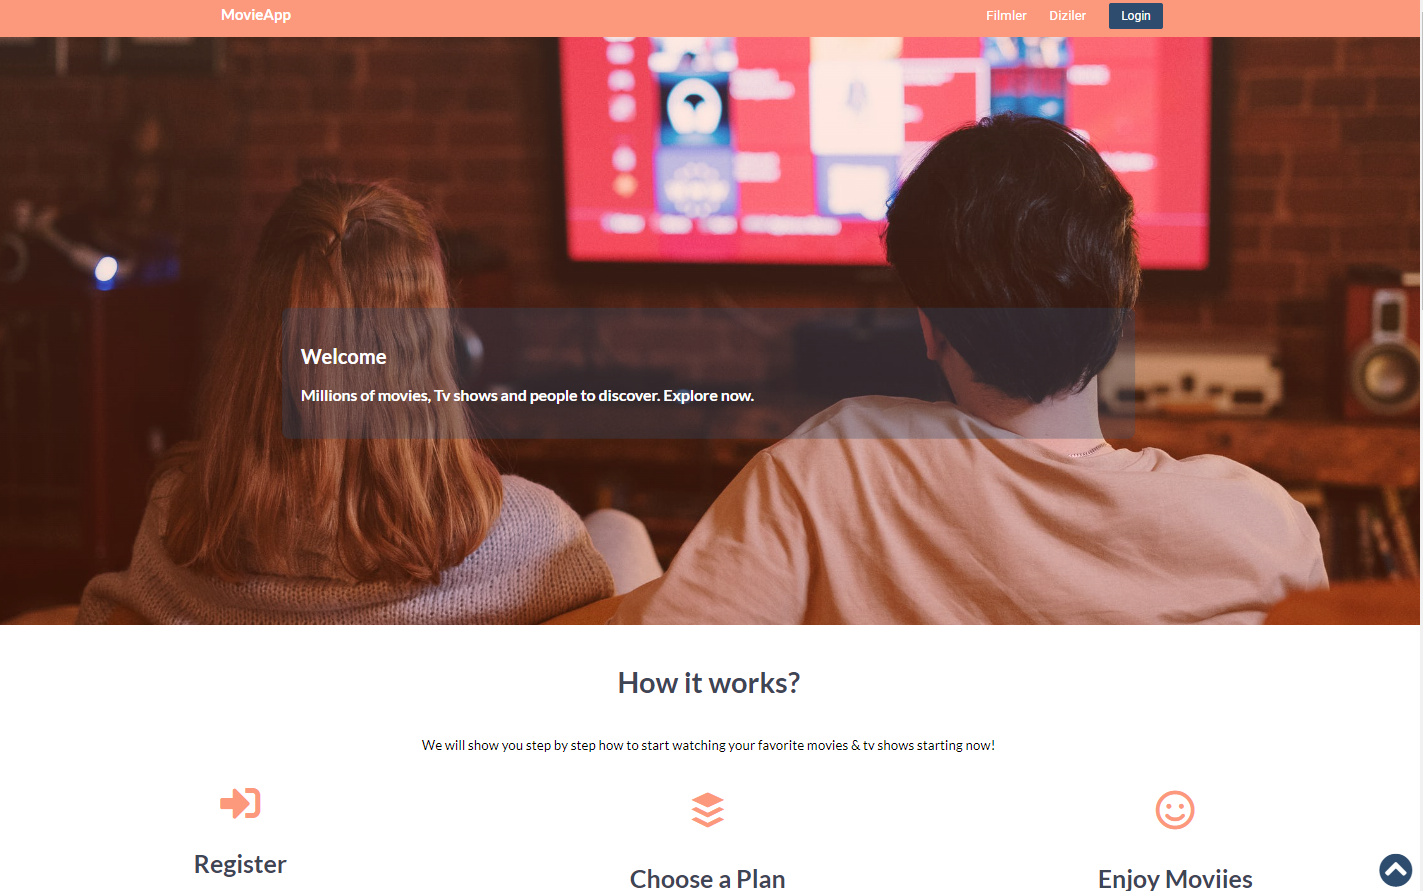 MovieApp
Filmler
Diziler
Login
Welcome
Millions of movies, Tv shows and people to discover. Explore now.
How it works?
We will show you step by step how to start watching your favorite movies & tv shows starting now!
Register
Choose a Plan
Enjoy Moviies